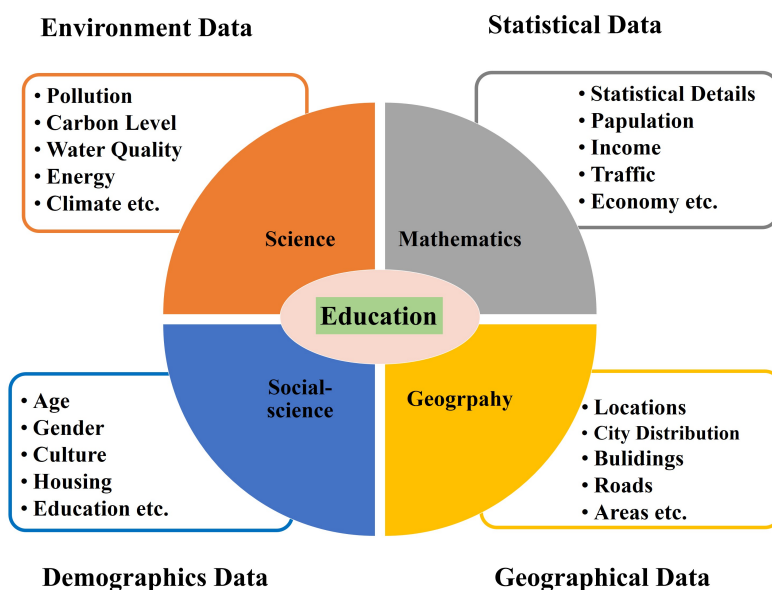 Environment Data
Statistical Data
• Pollution
• Carbon Level
• Water Quality
• Energy
• Climate etc.
• Statistical Details
• Papulation
• Income
• Traffic
• Economy etc.
Science
Mathematics
Education
Social-
science
Geogrpahy
• Age
• Gender
• Culture
• Housing
• Education etc.
• Locations
• City Distribution
• Bulidings
• Roads
• Areas etc.
Demographics Data
Geographical Data